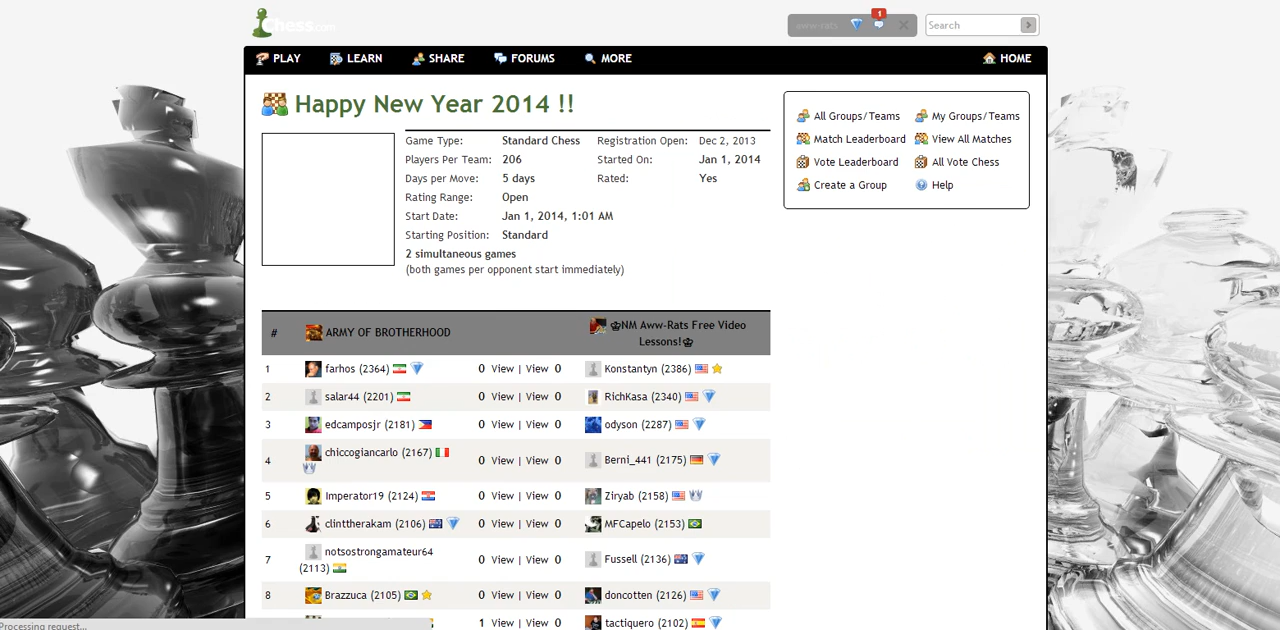 Chess.com
aww-rats 1 Search
PLAY LEARN SHARE FORUMS MORE HOME
Happy New Year 2014 !!
Game Type: Standard Chess Registration Open: Dec 2, 2013
Players Per Team: 206 Started On: Jan 1, 2014
Days per Move: 5 days Rated: Yes
Rating Range: Open
Start Date: Jan 1, 2014, 1:01 AM
Starting Position: Standard
2 simultaneous games
(both games per opponent start immediately)
All Groups/Teams My Groups/Teams
Match Leaderboard View All Matches
Vote Leaderboard All Vote Chess
Create a Group Help
# ARMY OF BROTHERHOOD ♔NM Aww-Rats Free Video
Lessons!♔
1 farhos (2364) 0 View | View 0 Konstantyn (2386)
2 salar44 (2201) 0 View | View 0 RichKasa (2340)
3 edcamposjr (2181) 0 View | View 0 odyson (2287)
4 chiccogiancarlo (2167) 0 View | View 0 Berni_441 (2175)
5 Imperator19 (2124) 0 View | View 0 Ziryab (2158)
6 clinttherakam (2106) 0 View | View 0 MFCapelo (2153)
7 notsostrongamateur64 0 View | View 0 Fussell (2136)
(2113)
8 Brazzuca (2105) 0 View | View 0 doncotten (2126)
1 View | View 0 tactiquero (2102)
Processing request...